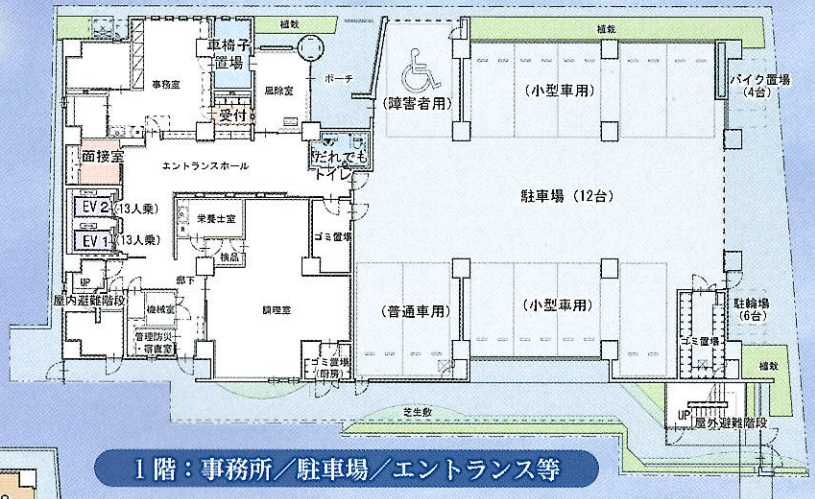 植栽
植栽
車椅子
置場
ポーチ
バイク置場
(4台)
事務室
風除室
(障害者用)
(小型車用)
受付
面接室
エントランスホール
だれでも
トイレ
駐車場 (12台)
EV 2
(13人乗)
EV 1
(13人乗)
栄養士室
ゴミ置場
検品
UP
廊下
屋内避難階段
機械室
調理室
(普通車用)
(小型車用)
駐輪場
(6台)
管理防災
宿直室
ゴミ置場
ゴミ置場
(厨房)
植栽
芝生敷
UP
屋外避難階段
1階:事務所/駐車場/エントランス等